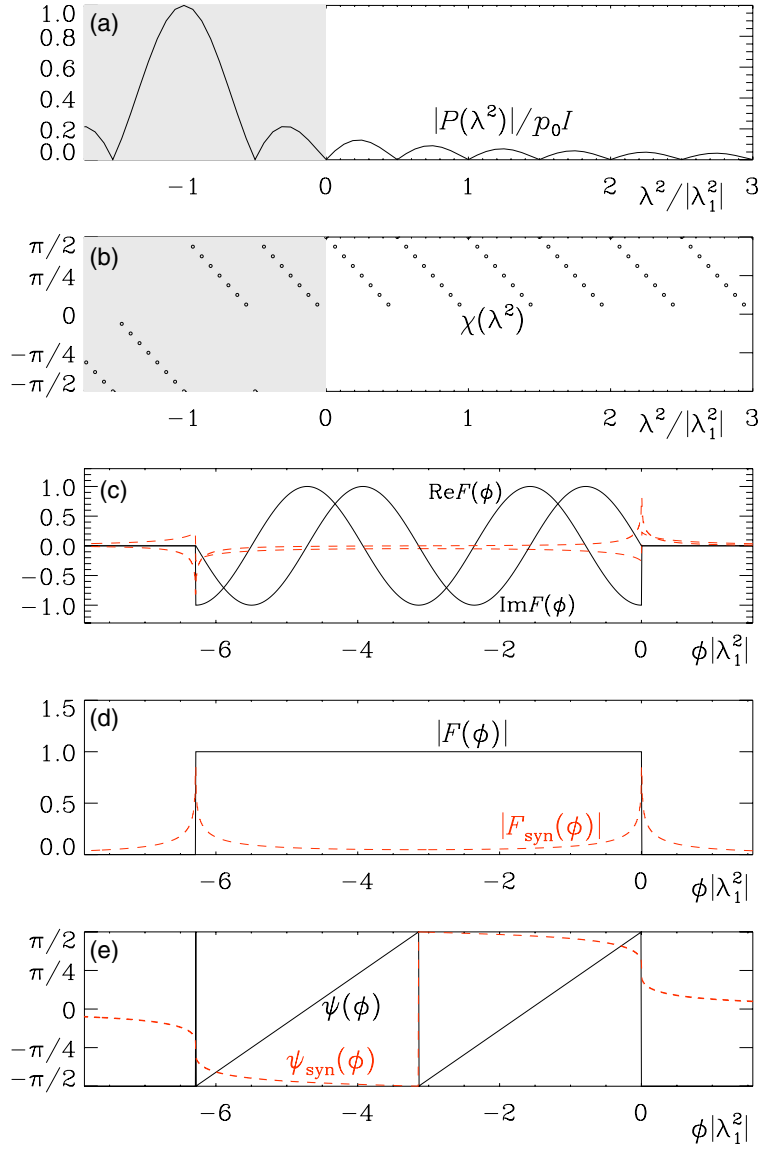 (a)
1.0
0.8
0.6
0.4
0.2
0.0
|P(λ²)|/p₀I
−1 0 1 2 3
λ²/|λ₁²|
(b)
π/2
π/4
0
−π/4
−π/2
χ(λ²)
−1 0 1 2 3
λ²/|λ₁²|
(c)
1.0
0.5
0.0
−0.5
−1.0
ReF(φ)
ImF(φ)
−6 −4 −2 0
φ|λ₁²|
(d)
1.5
1.0
0.5
0.0
|F(φ)|
|Fsyn(φ)|
−6 −4 −2 0
φ|λ₁²|
(e)
π/2
π/4
0
−π/4
−π/2
ψ(φ)
ψsyn(φ)
−6 −4 −2 0
φ|λ₁²|